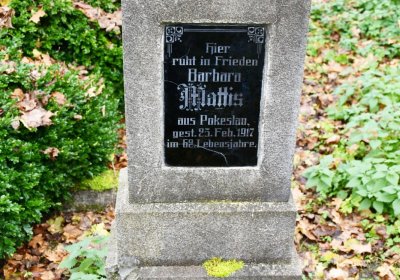 Hier
ruht in Frieden
Barbara
Mattis
aus Pokeslau,
gest. 25. Feb. 1917
im 68. Lebensjahre.